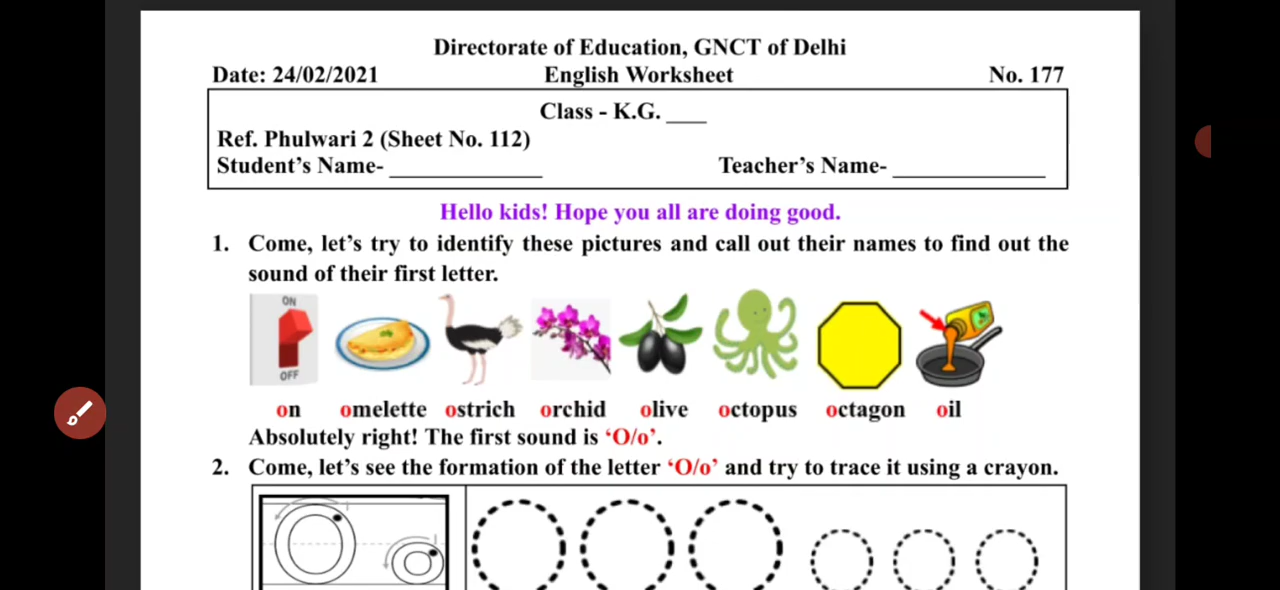 Directorate of Education, GNCT of Delhi
Date: 24/02/2021 English Worksheet No. 177
Class - K.G. ____
Ref. Phulwari 2 (Sheet No. 112)
Student’s Name- ______________ Teacher’s Name- ______________
Hello kids! Hope you all are doing good.
1. Come, let’s try to identify these pictures and call out their names to find out the
sound of their first letter.
ON
OFF
on omelette ostrich orchid olive octopus octagon oil
Absolutely right! The first sound is ‘O/o’.
2. Come, let’s see the formation of the letter ‘O/o’ and try to trace it using a crayon.
O o O O O o o o